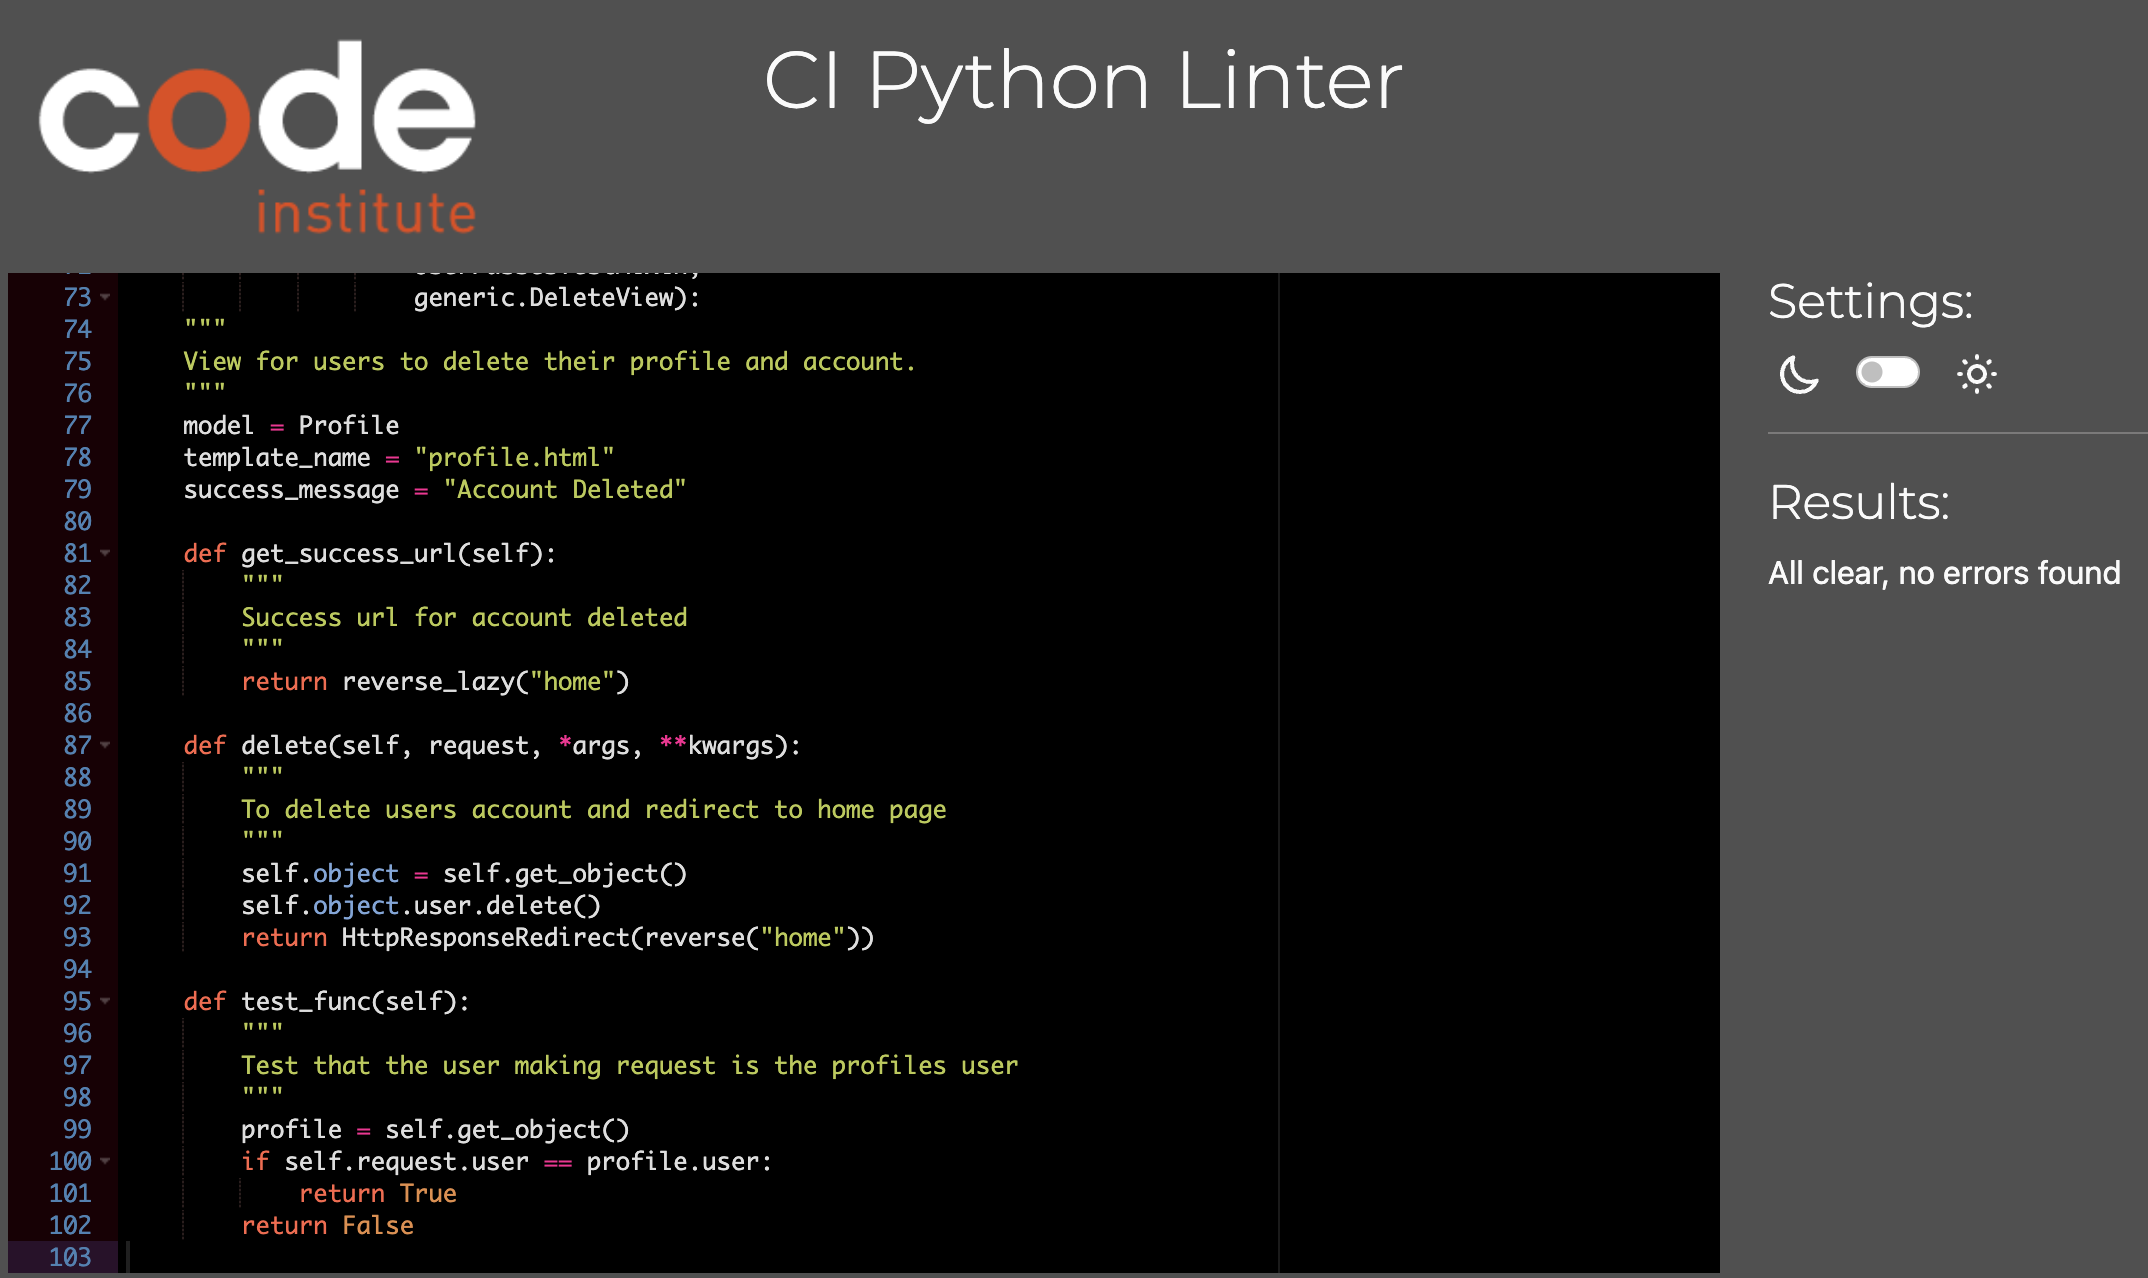 code
institute
CI Python Linter
73 generic.DeleteView):
74 """
75 View for users to delete their profile and account.
76 """
77 model = Profile
78 template_name = "profile.html"
79 success_message = "Account Deleted"
80
81 def get_success_url(self):
82 """
83 Success url for account deleted
84 """
85 return reverse_lazy("home")
86
87 def delete(self, request, *args, **kwargs):
88 """
89 To delete users account and redirect to home page
90 """
91 self.object = self.get_object()
92 self.object.user.delete()
93 return HttpResponseRedirect(reverse("home"))
94
95 def test_func(self):
96 """
97 Test that the user making request is the profiles user
98 """
99 profile = self.get_object()
100 if self.request.user == profile.user:
101 return True
102 return False
103
Settings:
Results:
All clear, no errors found